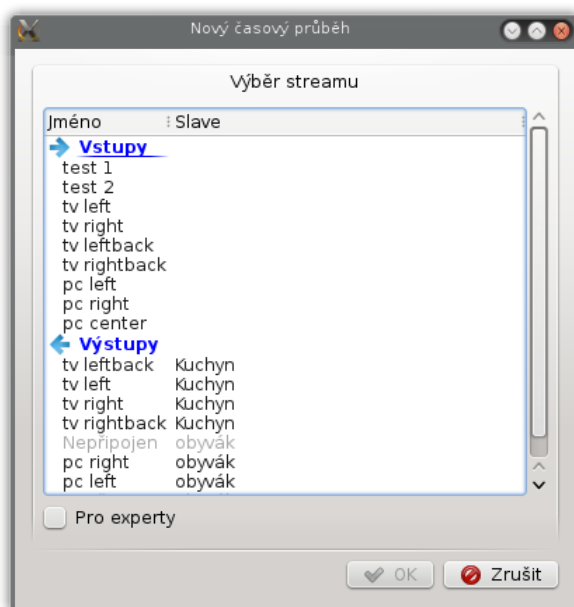 Nový časový průběh
Výběr streamu
Jméno Slave
Vstupy
test 1
test 2
tv left
tv right
tv leftback
tv rightback
pc left
pc right
pc center
Výstupy
tv leftback Kuchyn
tv left Kuchyn
tv right Kuchyn
tv rightback Kuchyn
Nepřipojen obyvák
pc right obyvák
pc left obyvák
Pro experty
OK Zrušit